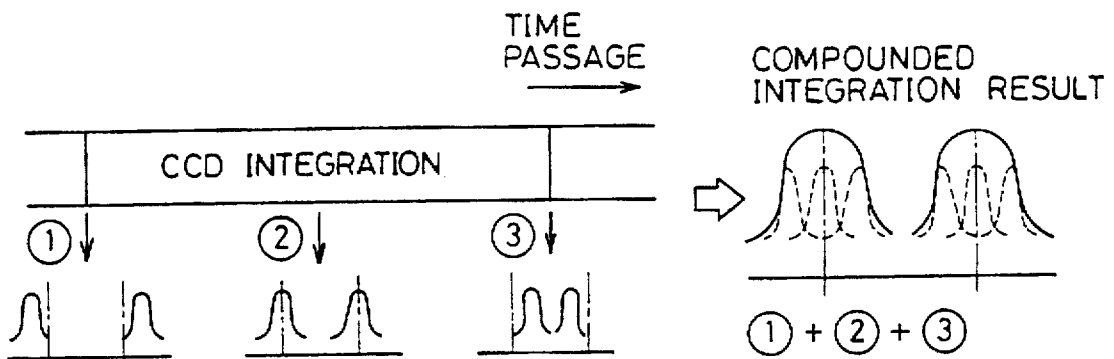 TIME
PASSAGE
COMPOUNDED
INTEGRATION RESULT
CCD INTEGRATION
① ② ③
① + ② + ③